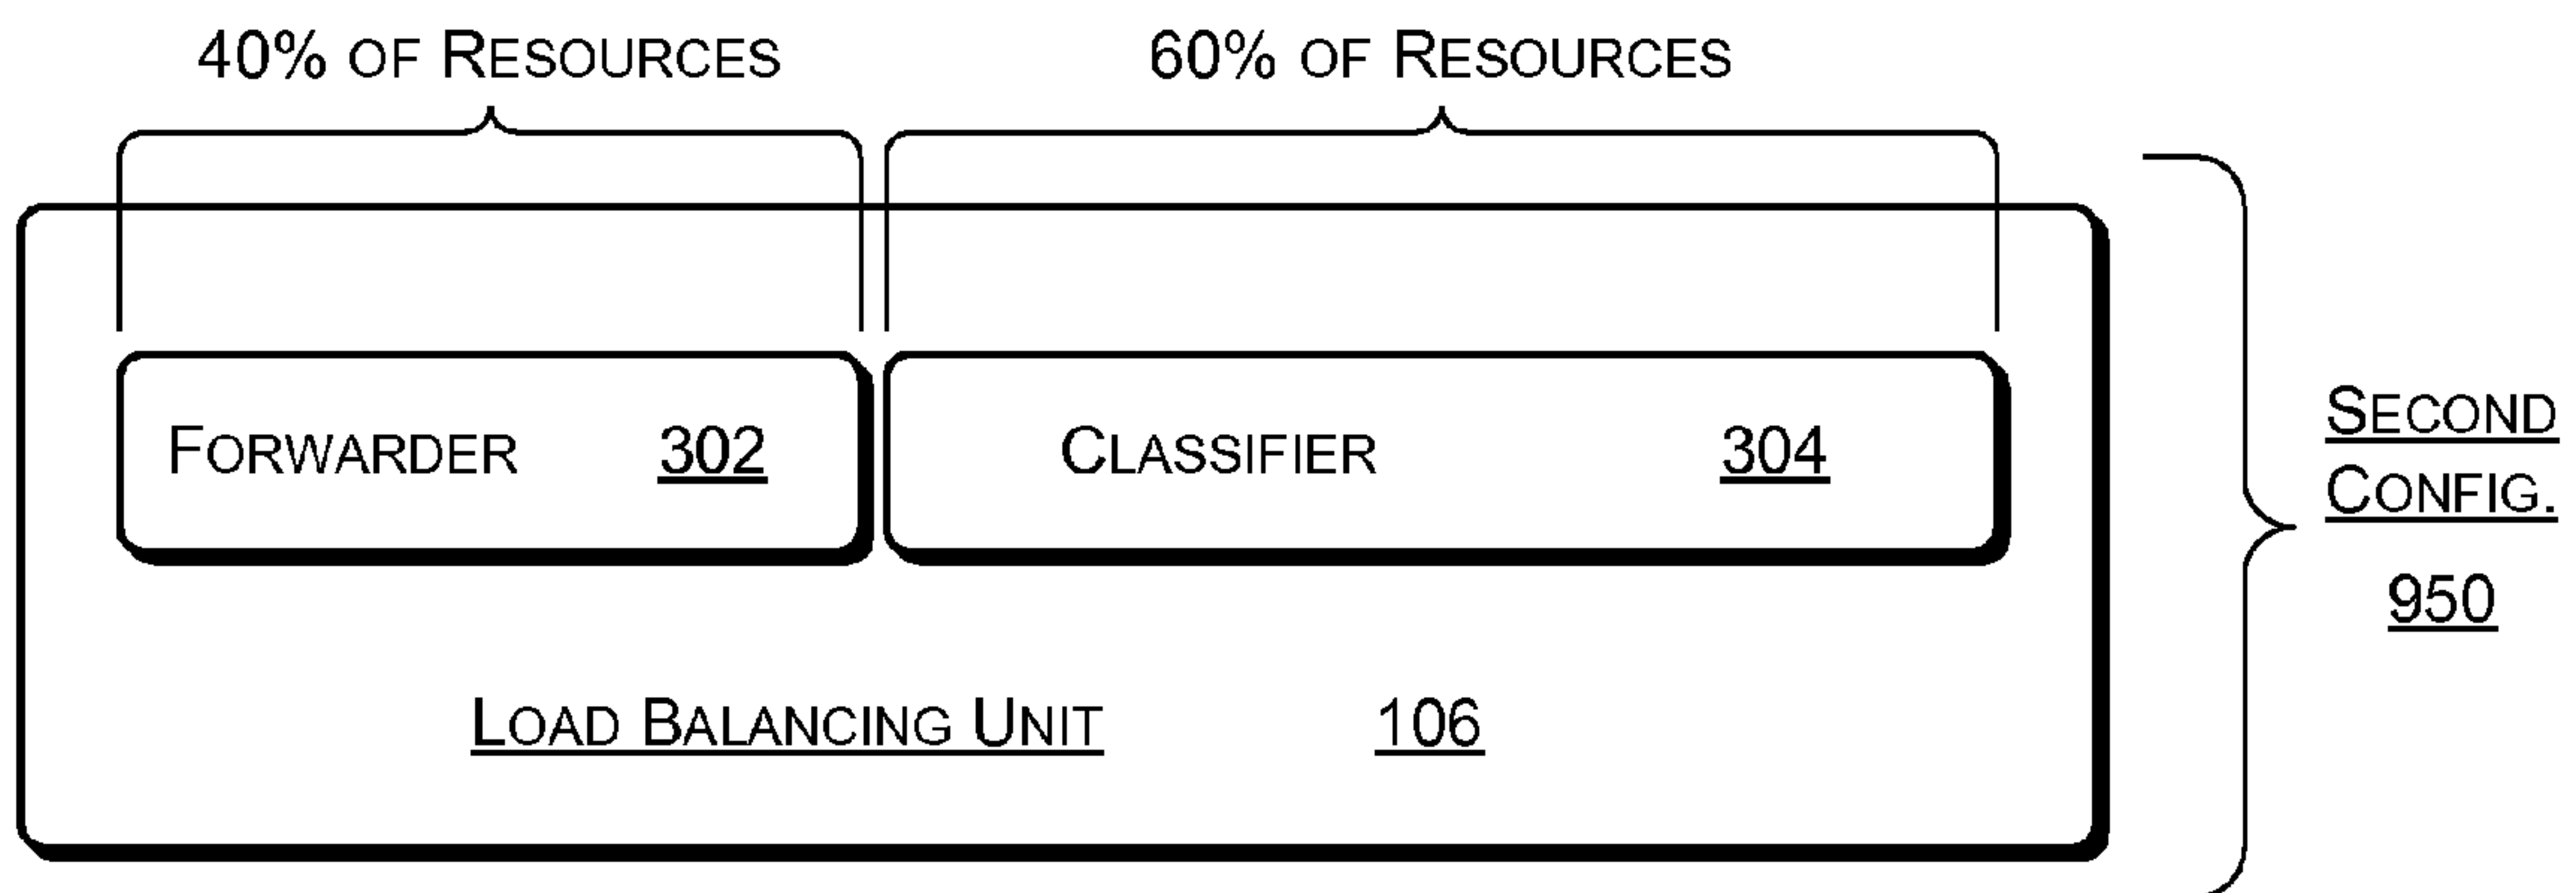 40% OF RESOURCES 60% OF RESOURCES
FORWARDER 302 CLASSIFIER 304
SECOND
CONFIG.
950
LOAD BALANCING UNIT 106